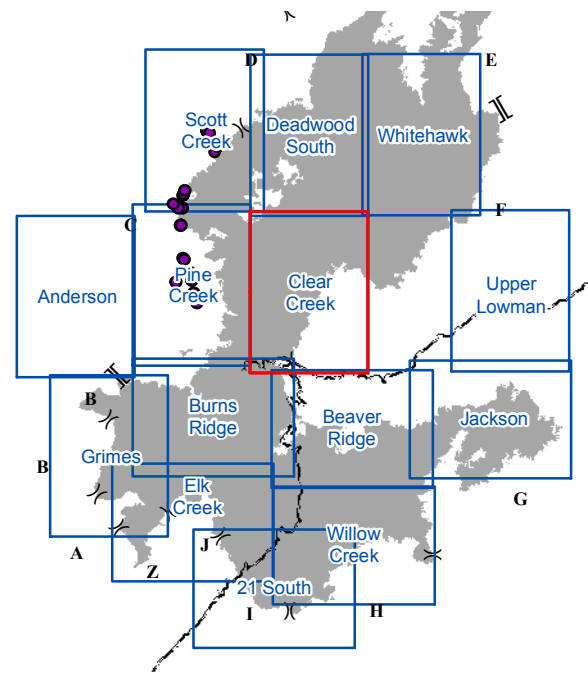 D
E
Scott
Creek
Deadwood
South
Whitehawk
C
F
Anderson
Pine
Creek
Clear
Creek
Upper
Lowman
B
Burns
Ridge
Beaver
Ridge
Jackson
B
Grimes
Elk
Creek
G
A
Z
J
Willow
Creek
21 South
I
H